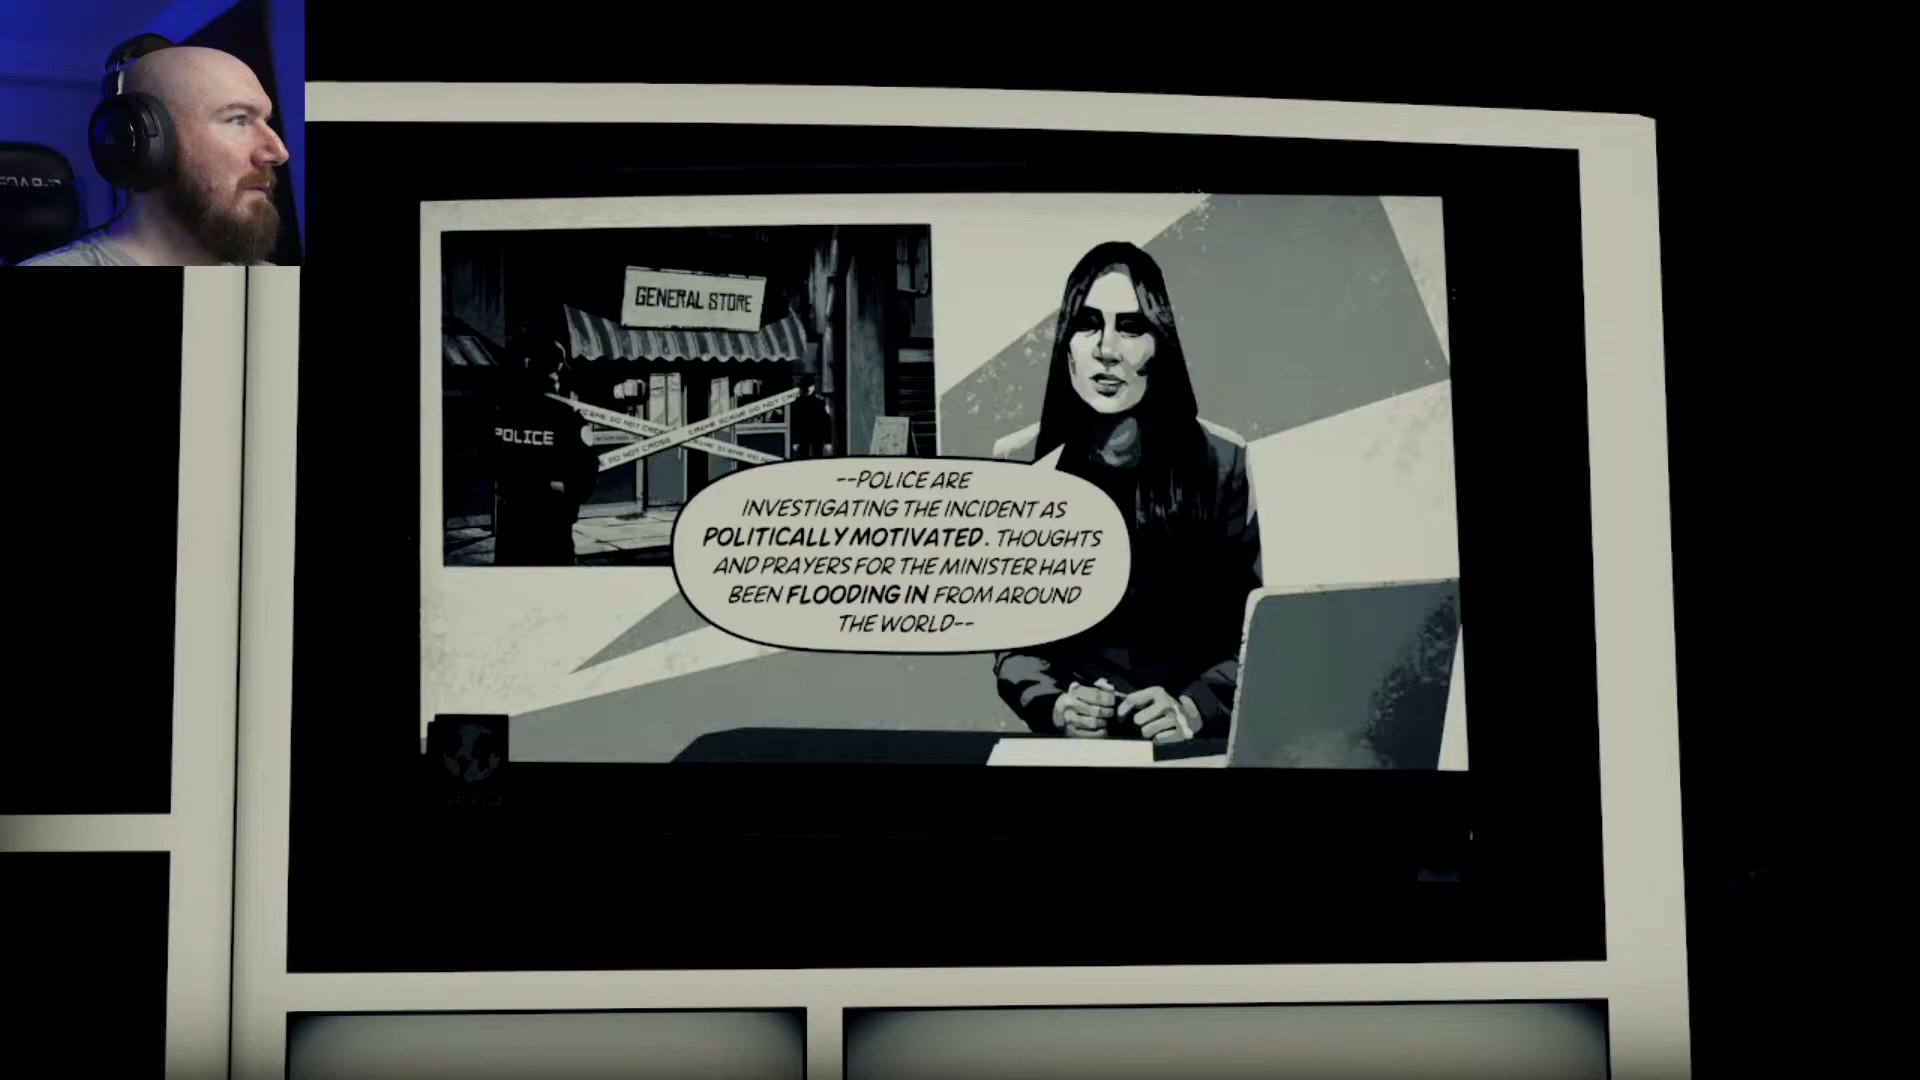 GENERAL STORE
POLICE
--POLICE ARE
INVESTIGATING THE INCIDENT AS
POLITICALLY MOTIVATED. THOUGHTS
AND PRAYERS FOR THE MINISTER HAVE
BEEN FLOODING IN FROM AROUND
THE WORLD--